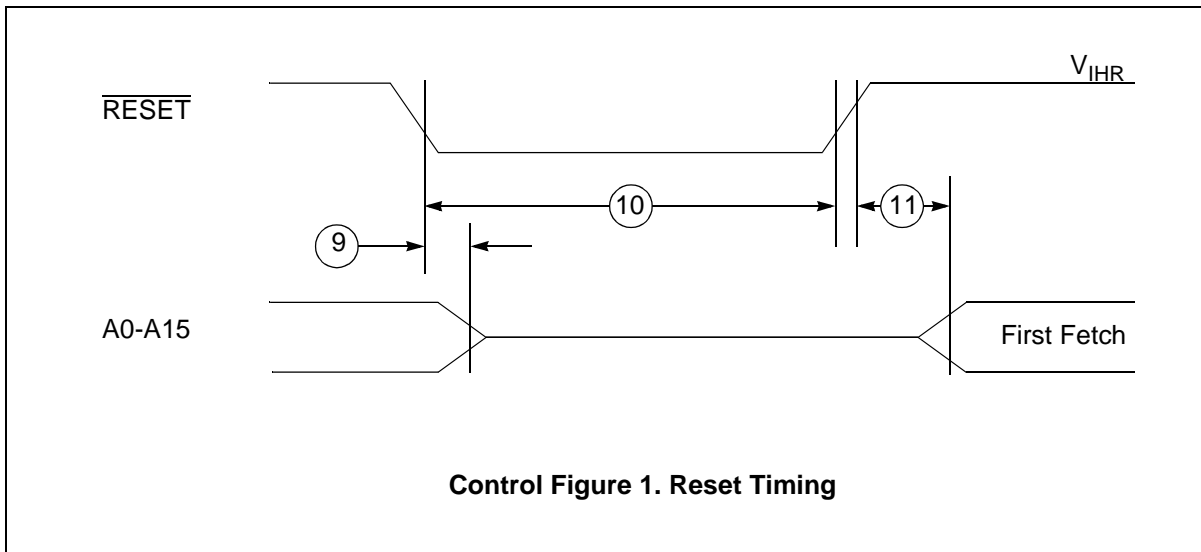 V_IHR
RESET
10
11
9
A0-A15
First Fetch
Control Figure 1. Reset Timing